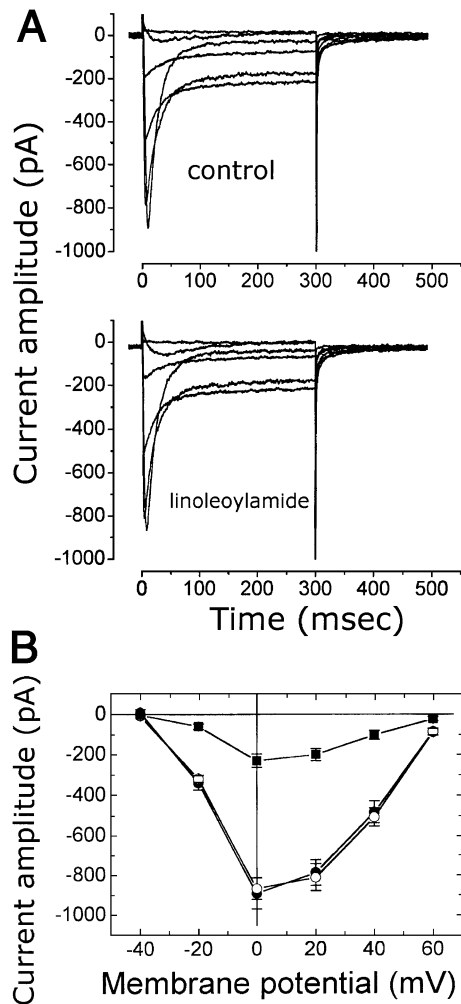 A
Current amplitude (pA)
0
-200
-400
-600
-800
-1000
control
0 100 200 300 400 500
0
-200
-400
-600
-800
-1000
linoleoylamide
0 100 200 300 400 500
Time (msec)
B
Current amplitude (pA)
0
-200
-400
-600
-800
-1000
-40 -20 0 20 40 60
Membrane potential (mV)